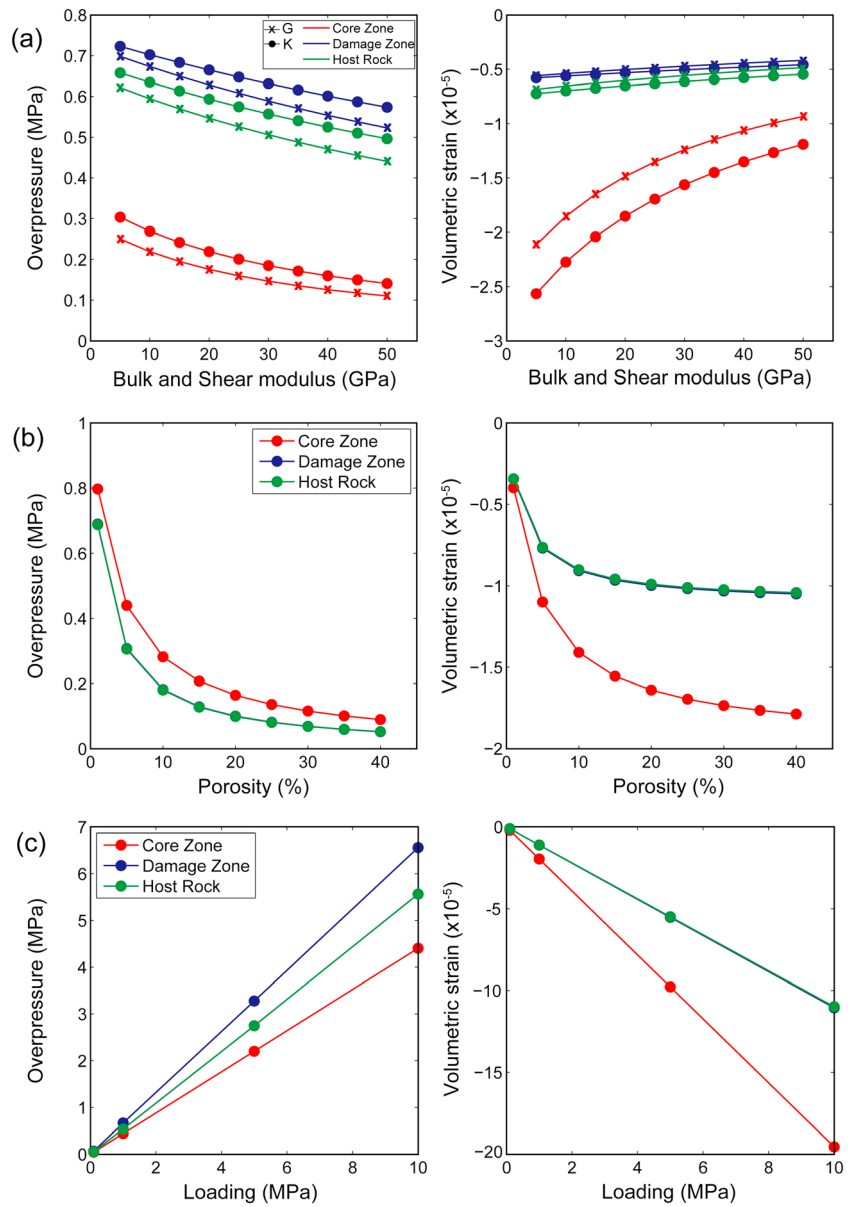 (a)
Overpressure (MPa)
0.8
0.7
0.6
0.5
0.4
0.3
0.2
0.1
0
0 10 20 30 40 50
Bulk and Shear modulus (GPa)
G Core Zone
K Damage Zone
Host Rock
Volumetric strain (x10⁻⁵)
0
−0.5
−1
−1.5
−2
−2.5
−3
0 10 20 30 40 50
Bulk and Shear modulus (GPa)
(b)
Overpressure (MPa)
1
0.8
0.6
0.4
0.2
0
0 10 20 30 40
Porosity (%)
Core Zone
Damage Zone
Host Rock
Volumetric strain (x10⁻⁵)
0
−0.5
−1
−1.5
−2
0 10 20 30 40
Porosity (%)
(c)
Overpressure (MPa)
7
6
5
4
3
2
1
0
0 2 4 6 8 10
Loading (MPa)
Core Zone
Damage Zone
Host Rock
Volumetric strain (x10⁻⁵)
0
−5
−10
−15
−20
0 2 4 6 8 10
Loading (MPa)